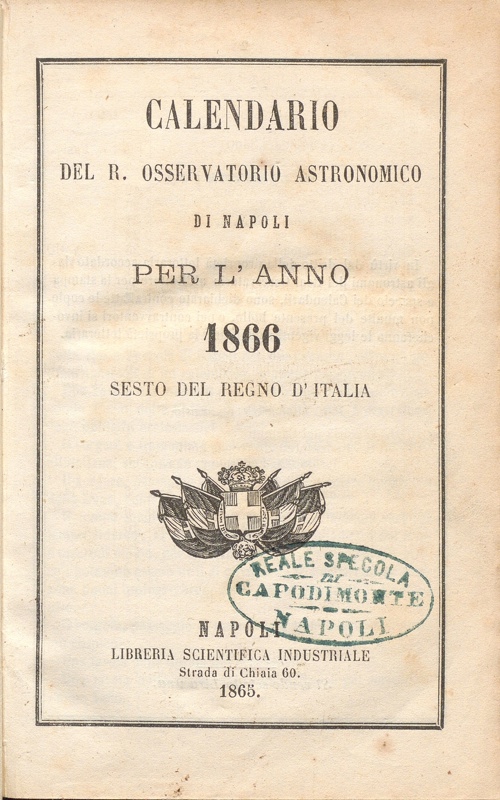 CALENDARIO
DEL R. OSSERVATORIO ASTRONOMICO
DI NAPOLI
PER L'ANNO
1866
SESTO DEL REGNO D'ITALIA
REALE SPECOLA
DI
CAPODIMONTE
NAPOLI
NAPOLI
LIBRERIA SCIENTIFICA INDUSTRIALE
Strada di Chiaia 60.
1865.